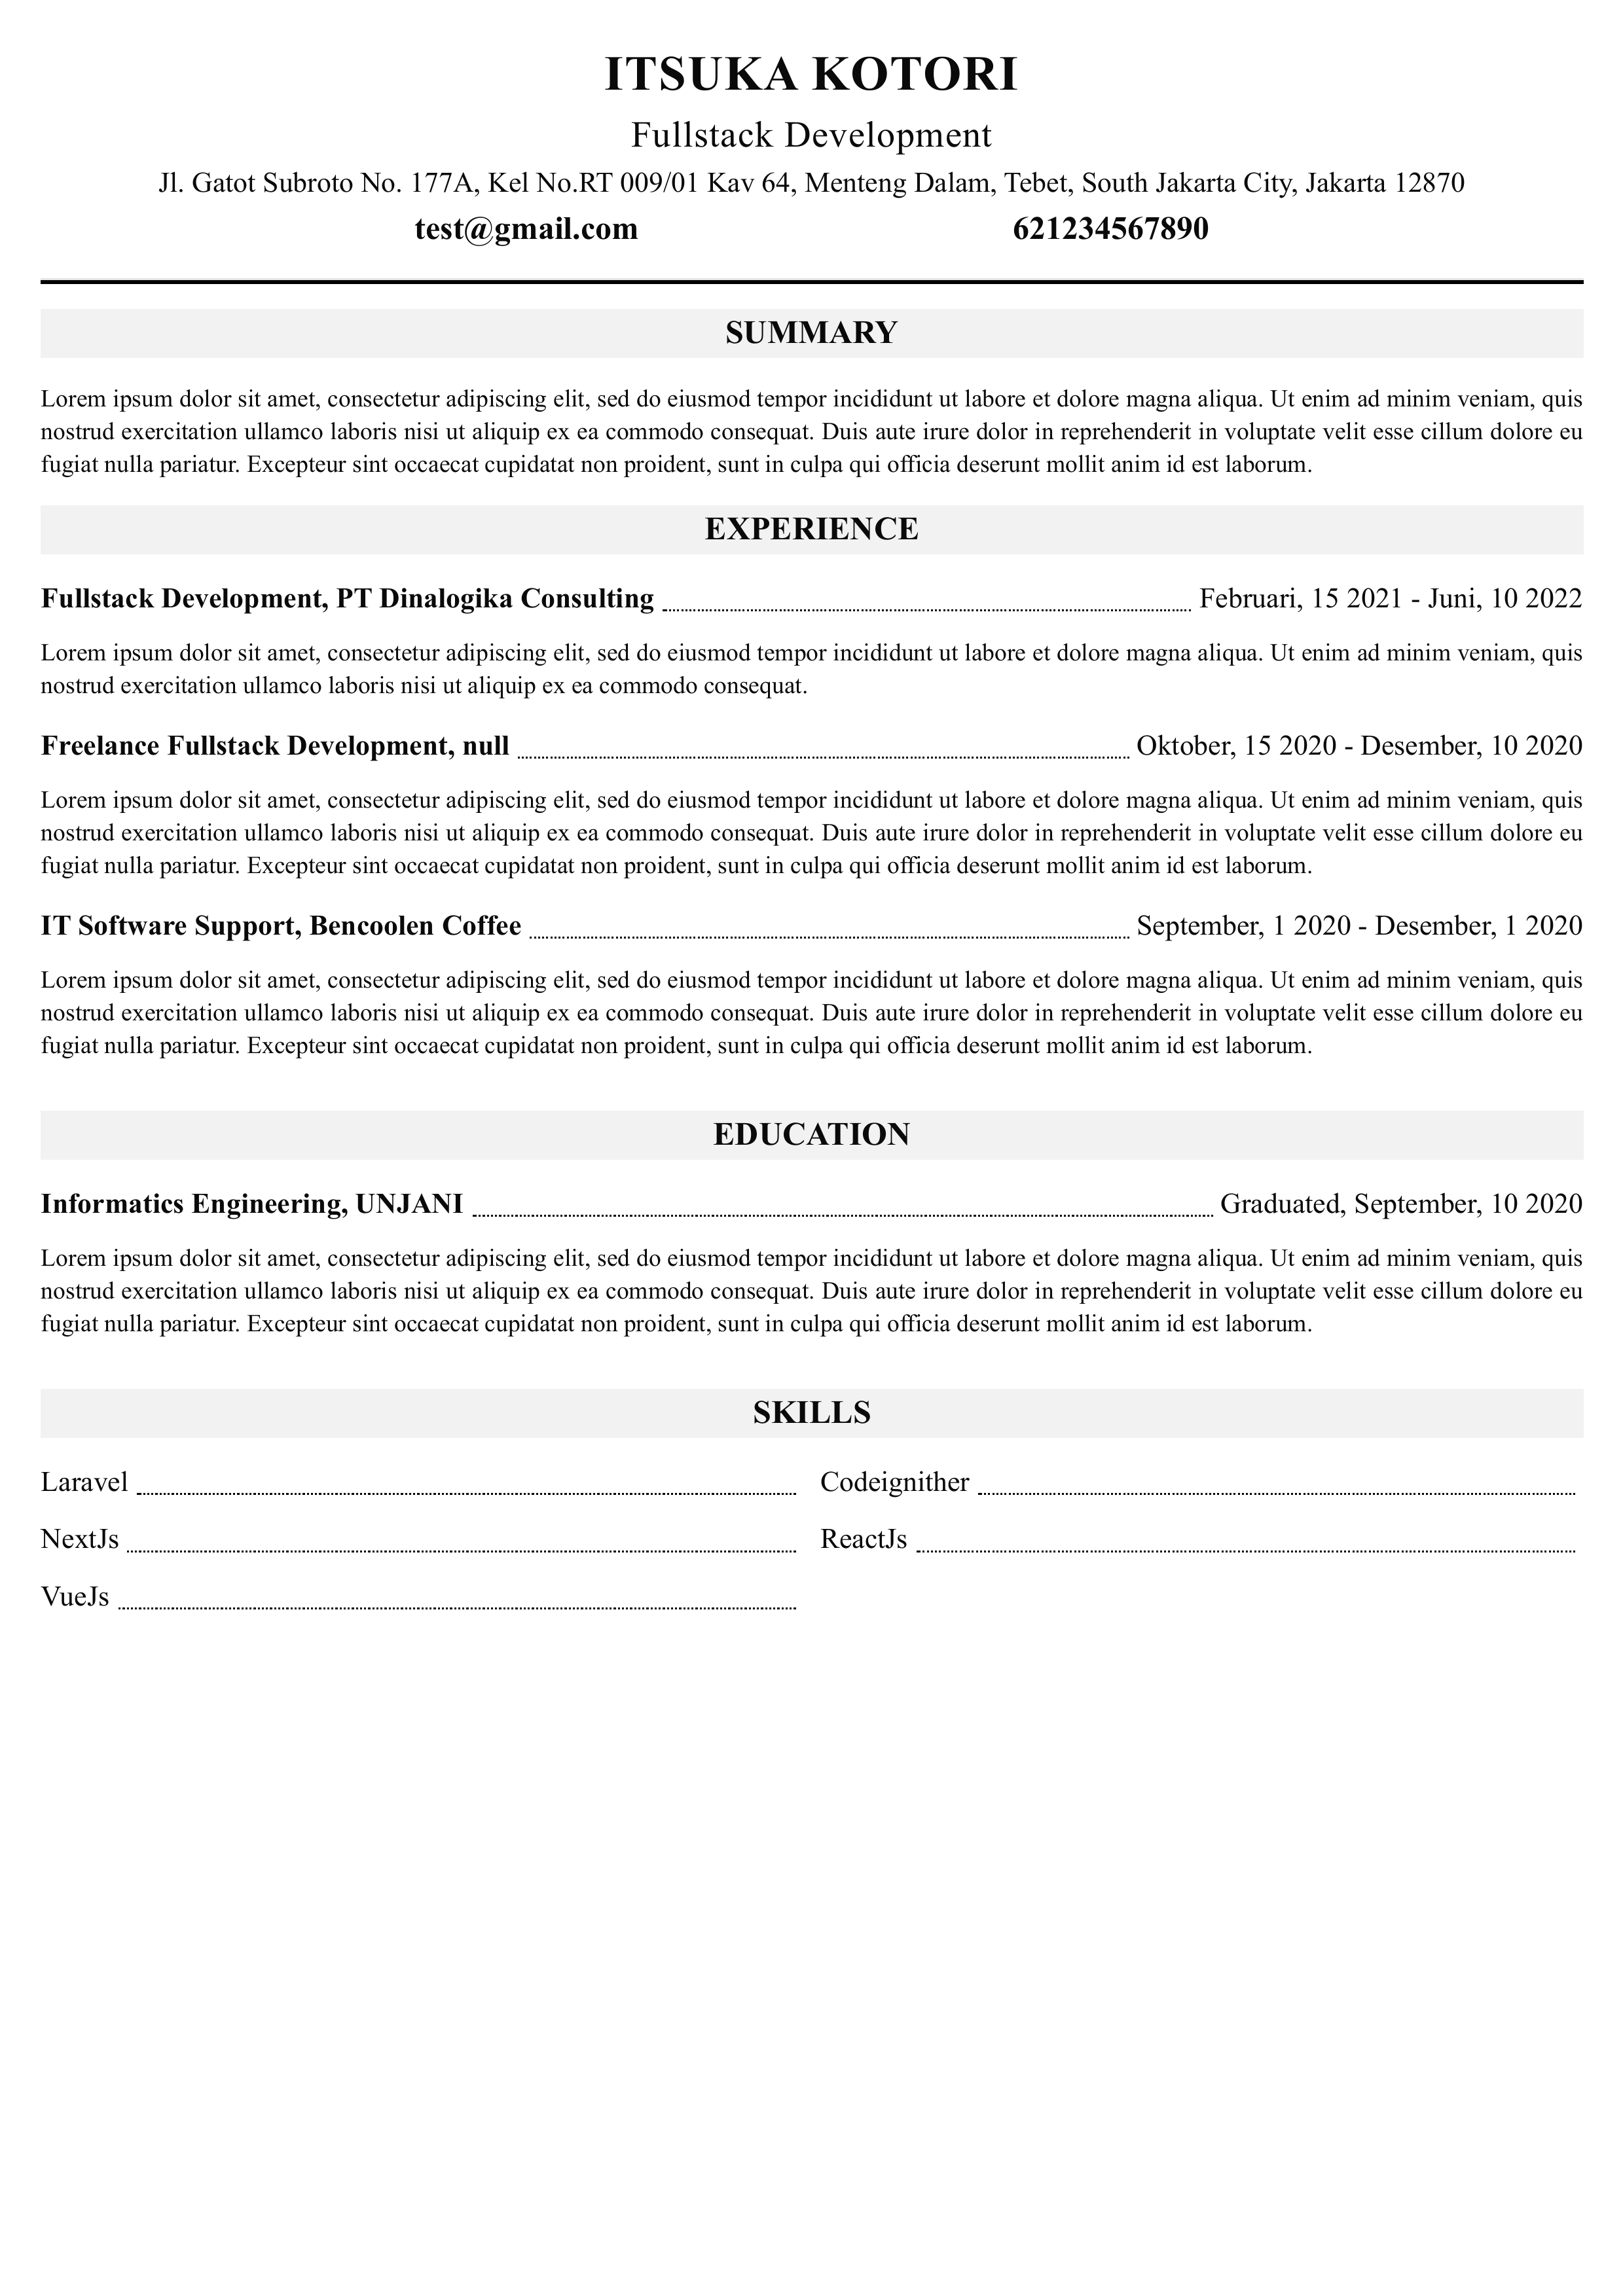 ITSUKA KOTORI
Fullstack Development
Jl. Gatot Subroto No. 177A, Kel No.RT 009/01 Kav 64, Menteng Dalam, Tebet, South Jakarta City, Jakarta 12870
test@gmail.com 621234567890
SUMMARY
Lorem ipsum dolor sit amet, consectetur adipiscing elit, sed do eiusmod tempor incididunt ut labore et dolore magna aliqua. Ut enim ad minim veniam, quis
nostrud exercitation ullamco laboris nisi ut aliquip ex ea commodo consequat. Duis aute irure dolor in reprehenderit in voluptate velit esse cillum dolore eu
fugiat nulla pariatur. Excepteur sint occaecat cupidatat non proident, sunt in culpa qui officia deserunt mollit anim id est laborum.
EXPERIENCE
Fullstack Development, PT Dinalogika Consulting Februari, 15 2021 - Juni, 10 2022
Lorem ipsum dolor sit amet, consectetur adipiscing elit, sed do eiusmod tempor incididunt ut labore et dolore magna aliqua. Ut enim ad minim veniam, quis
nostrud exercitation ullamco laboris nisi ut aliquip ex ea commodo consequat.
Freelance Fullstack Development, null Oktober, 15 2020 - Desember, 10 2020
Lorem ipsum dolor sit amet, consectetur adipiscing elit, sed do eiusmod tempor incididunt ut labore et dolore magna aliqua. Ut enim ad minim veniam, quis
nostrud exercitation ullamco laboris nisi ut aliquip ex ea commodo consequat. Duis aute irure dolor in reprehenderit in voluptate velit esse cillum dolore eu
fugiat nulla pariatur. Excepteur sint occaecat cupidatat non proident, sunt in culpa qui officia deserunt mollit anim id est laborum.
IT Software Support, Bencoolen Coffee September, 1 2020 - Desember, 1 2020
Lorem ipsum dolor sit amet, consectetur adipiscing elit, sed do eiusmod tempor incididunt ut labore et dolore magna aliqua. Ut enim ad minim veniam, quis
nostrud exercitation ullamco laboris nisi ut aliquip ex ea commodo consequat. Duis aute irure dolor in reprehenderit in voluptate velit esse cillum dolore eu
fugiat nulla pariatur. Excepteur sint occaecat cupidatat non proident, sunt in culpa qui officia deserunt mollit anim id est laborum.
EDUCATION
Informatics Engineering, UNJANI Graduated, September, 10 2020
Lorem ipsum dolor sit amet, consectetur adipiscing elit, sed do eiusmod tempor incididunt ut labore et dolore magna aliqua. Ut enim ad minim veniam, quis
nostrud exercitation ullamco laboris nisi ut aliquip ex ea commodo consequat. Duis aute irure dolor in reprehenderit in voluptate velit esse cillum dolore eu
fugiat nulla pariatur. Excepteur sint occaecat cupidatat non proident, sunt in culpa qui officia deserunt mollit anim id est laborum.
SKILLS
Laravel Codeignither
NextJs ReactJs
VueJs